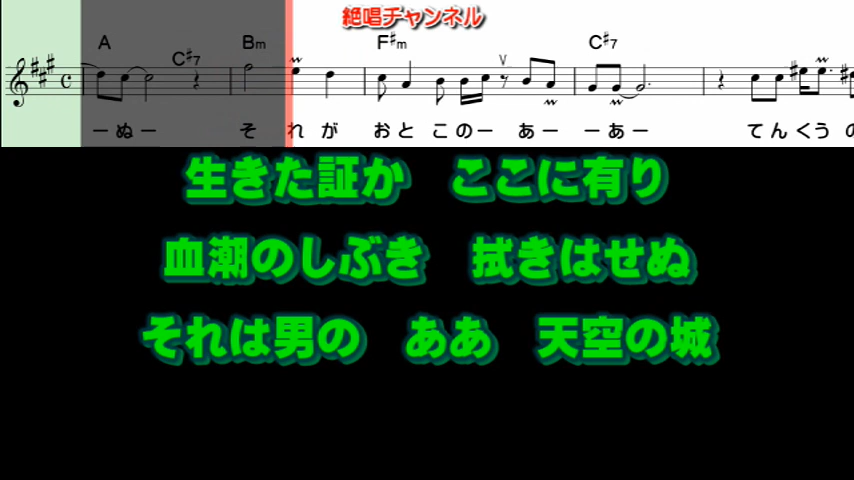 絶唱チャンネル
A C#7 Bm F#m C#7
ーぬー そ れ が お と こ のー あー ーあー て ん く う の
生きた証か ここに有り
血潮のしぶき 拭きはせぬ
それは男の ああ 天空の城